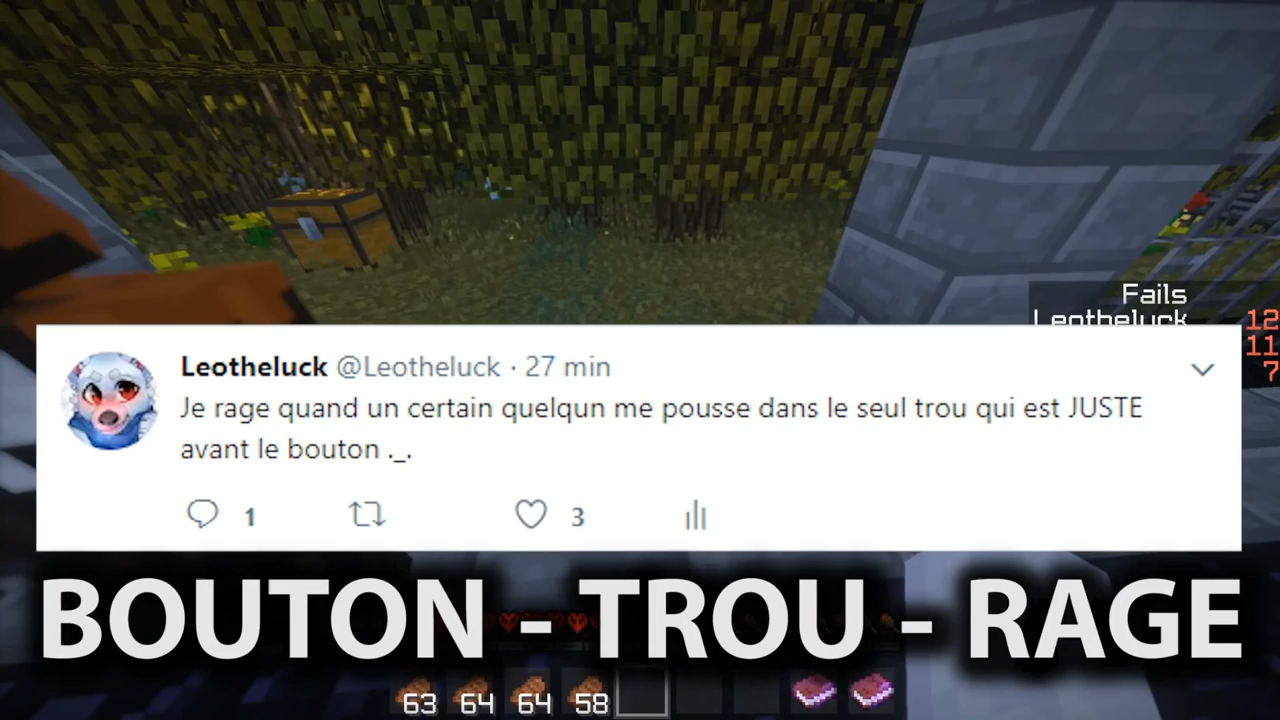 Fails
Leotheluck 12
11
7
Leotheluck @Leotheluck · 27 min
Je rage quand un certain quelqun me pousse dans le seul trou qui est JUSTE
avant le bouton ._.
1 3
BOUTON - TROU - RAGE
63 64 64 58